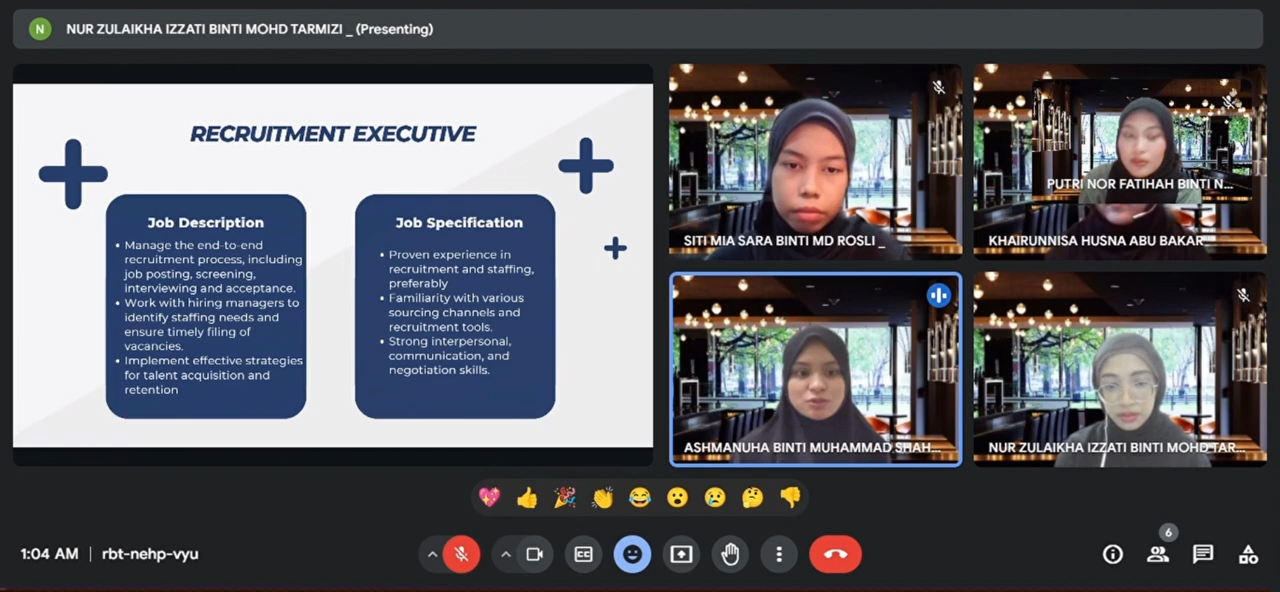 N
NUR ZULAIKHA IZZATI BINTI MOHD TARMIZI _ (Presenting)
RECRUITMENT EXECUTIVE
Job Description
• Manage the end-to-end
recruitment process, including
job posting, screening,
interviewing and acceptance.
• Work with hiring managers to
identify staffing needs and
ensure timely filing of
vacancies.
• Implement effective strategies
for talent acquisition and
retention
Job Specification
• Proven experience in
recruitment and staffing,
preferably
• Familiarity with various
sourcing channels and
recruitment tools.
• Strong interpersonal,
communication, and
negotiation skills.
SITI MIA SARA BINTI MD ROSLI _
PUTRI NOR FATIHAH BINTI N...
KHAIRUNNISA HUSNA ABU BAKAR_
ASHMANUHA BINTI MUHAMMAD SHAH...
NUR ZULAIKHA IZZATI BINTI MOHD TAR...
1:04 AM | rbt-nehp-vyu
CC
6